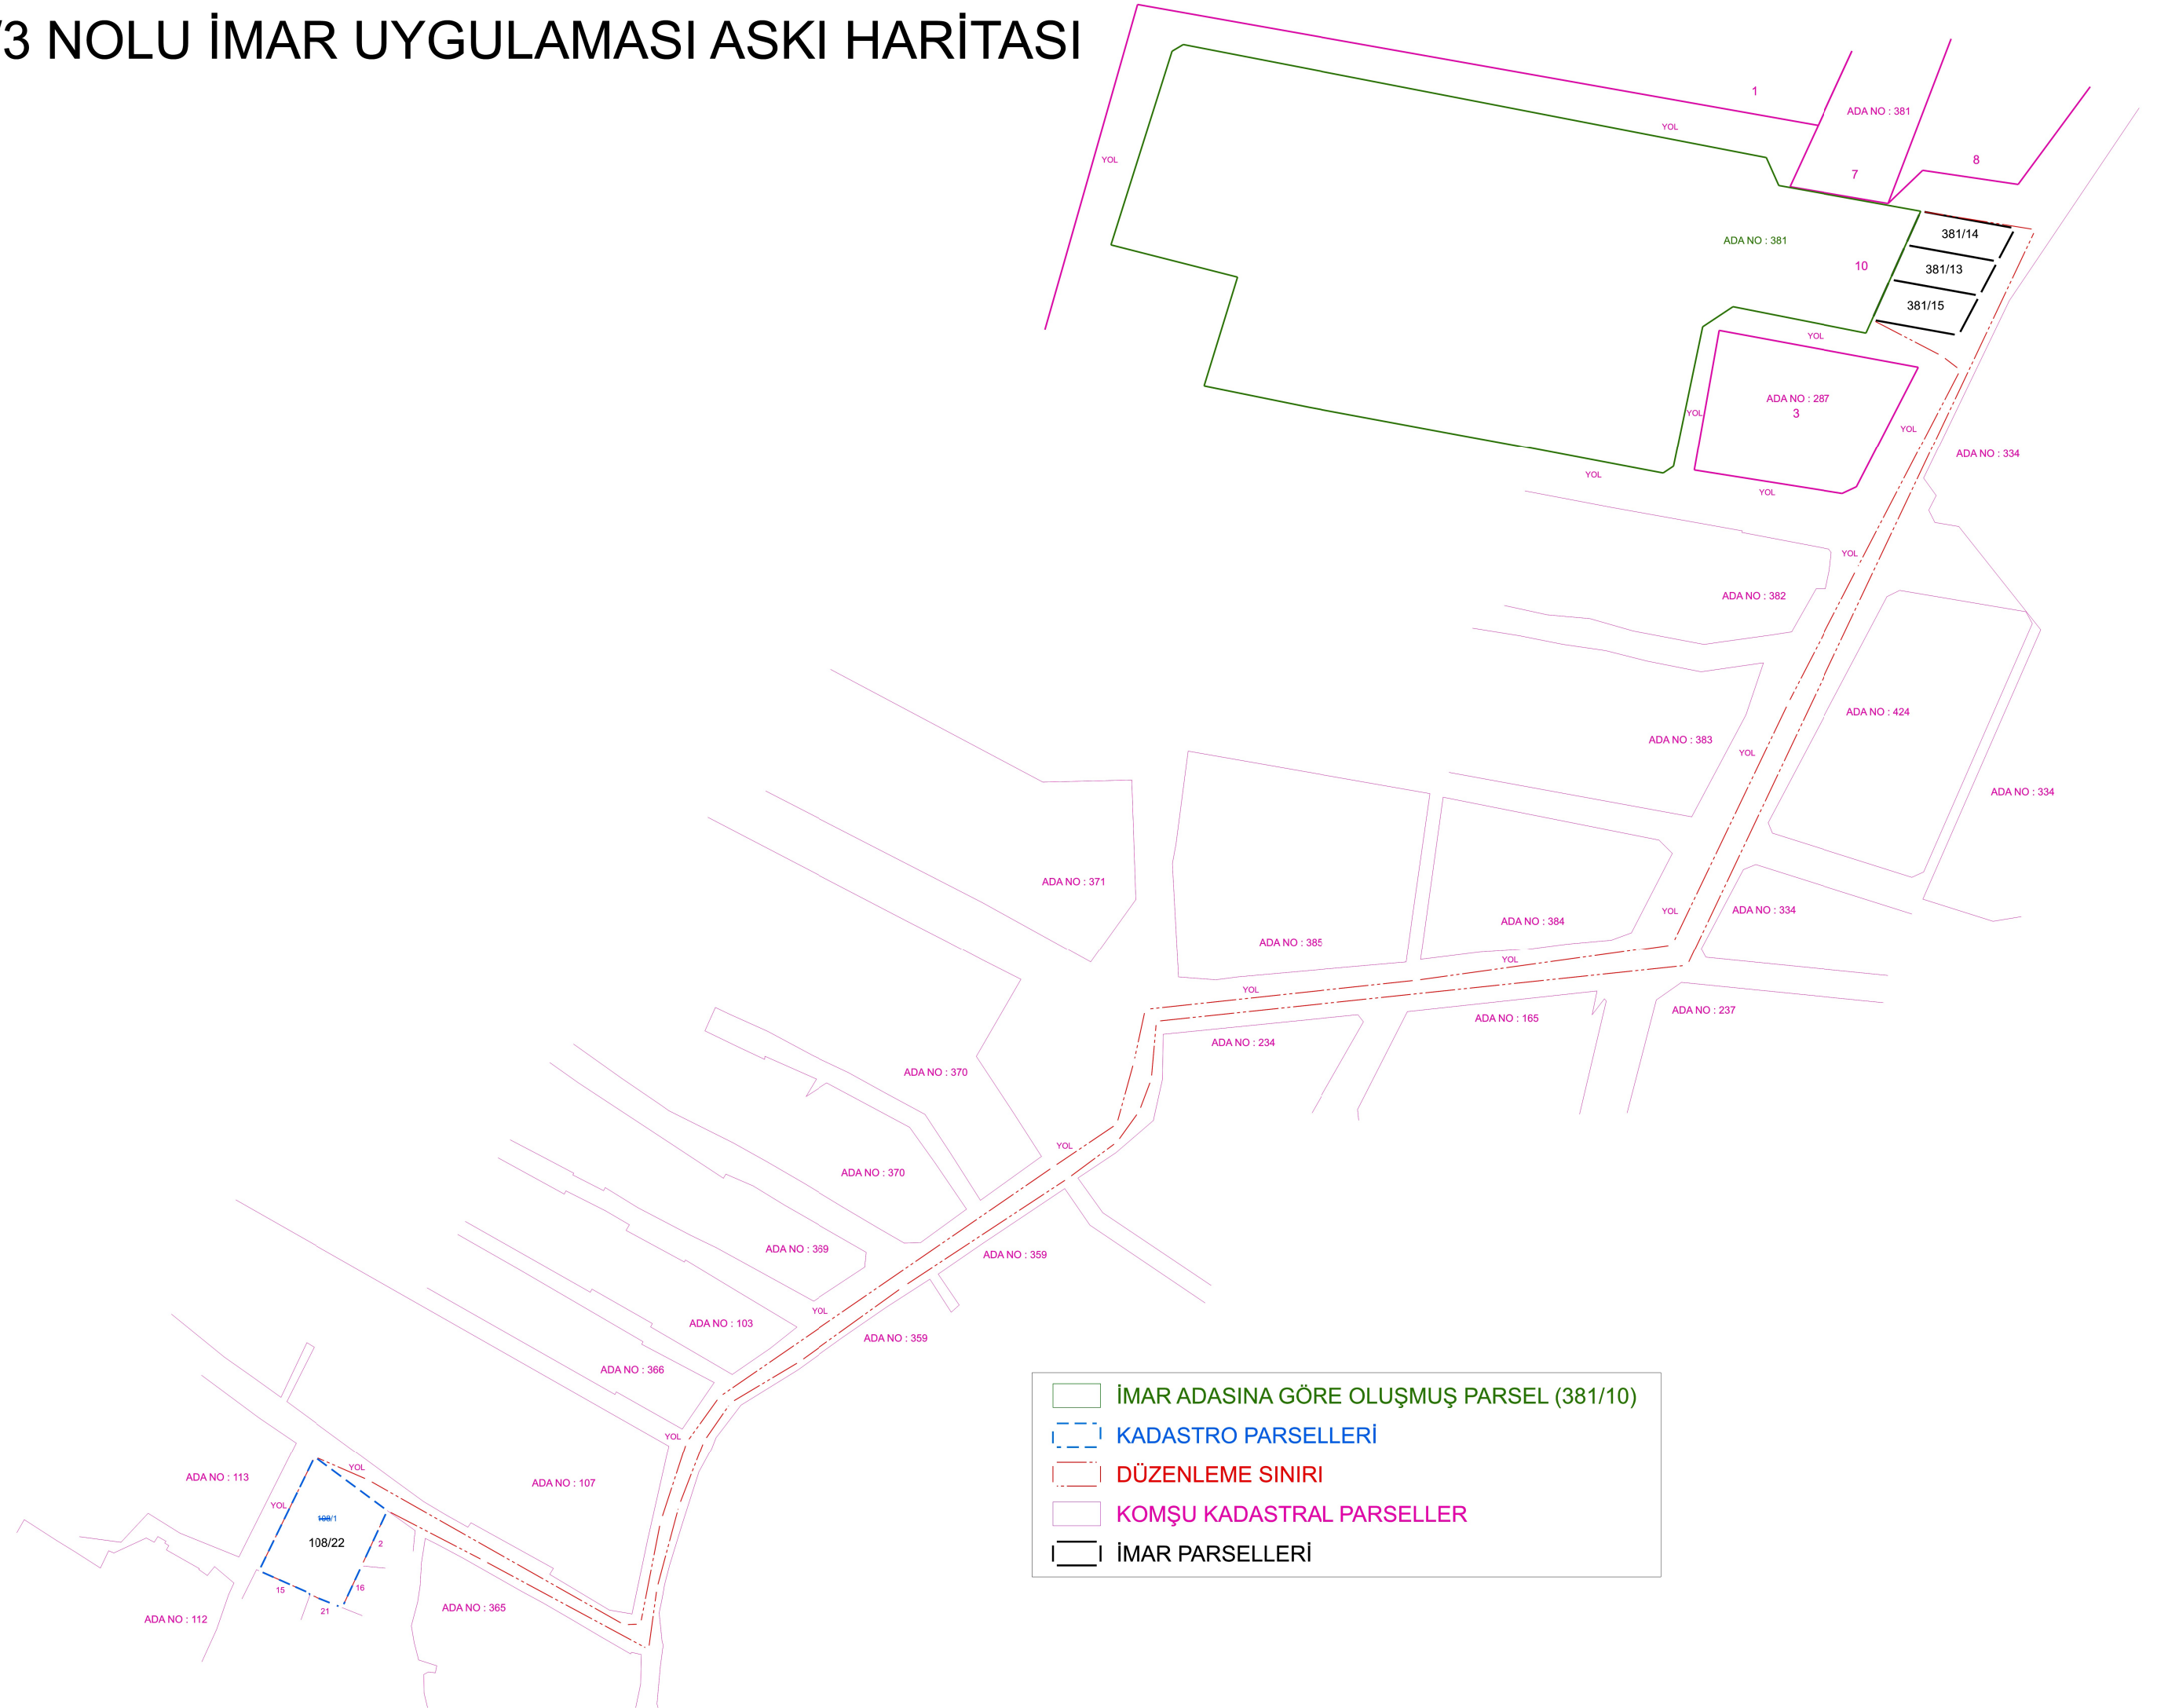 /3 NOLU İMAR UYGULAMASI ASKI HARİTASI
1
ADA NO : 381
YOL
YOL
8
7
381/14
ADA NO : 381
10
381/13
381/15
YOL
ADA NO : 287
3
YOL
YOL
ADA NO : 334
YOL
YOL
YOL
ADA NO : 382
ADA NO : 424
ADA NO : 383
YOL
ADA NO : 334
ADA NO : 371
YOL
ADA NO : 334
ADA NO : 384
ADA NO : 385
YOL
YOL
ADA NO : 237
ADA NO : 165
ADA NO : 234
ADA NO : 370
YOL
ADA NO : 370
ADA NO : 369
ADA NO : 359
YOL
ADA NO : 103
ADA NO : 359
ADA NO : 366
YOL
YOL
ADA NO : 113
ADA NO : 107
YOL
108/1
108/22
2
16
15
21
ADA NO : 365
ADA NO : 112
İMAR ADASINA GÖRE OLUŞMUŞ PARSEL (381/10)
KADASTRO PARSELLERİ
DÜZENLEME SINIRI
KOMŞU KADASTRAL PARSELLER
İMAR PARSELLERİ